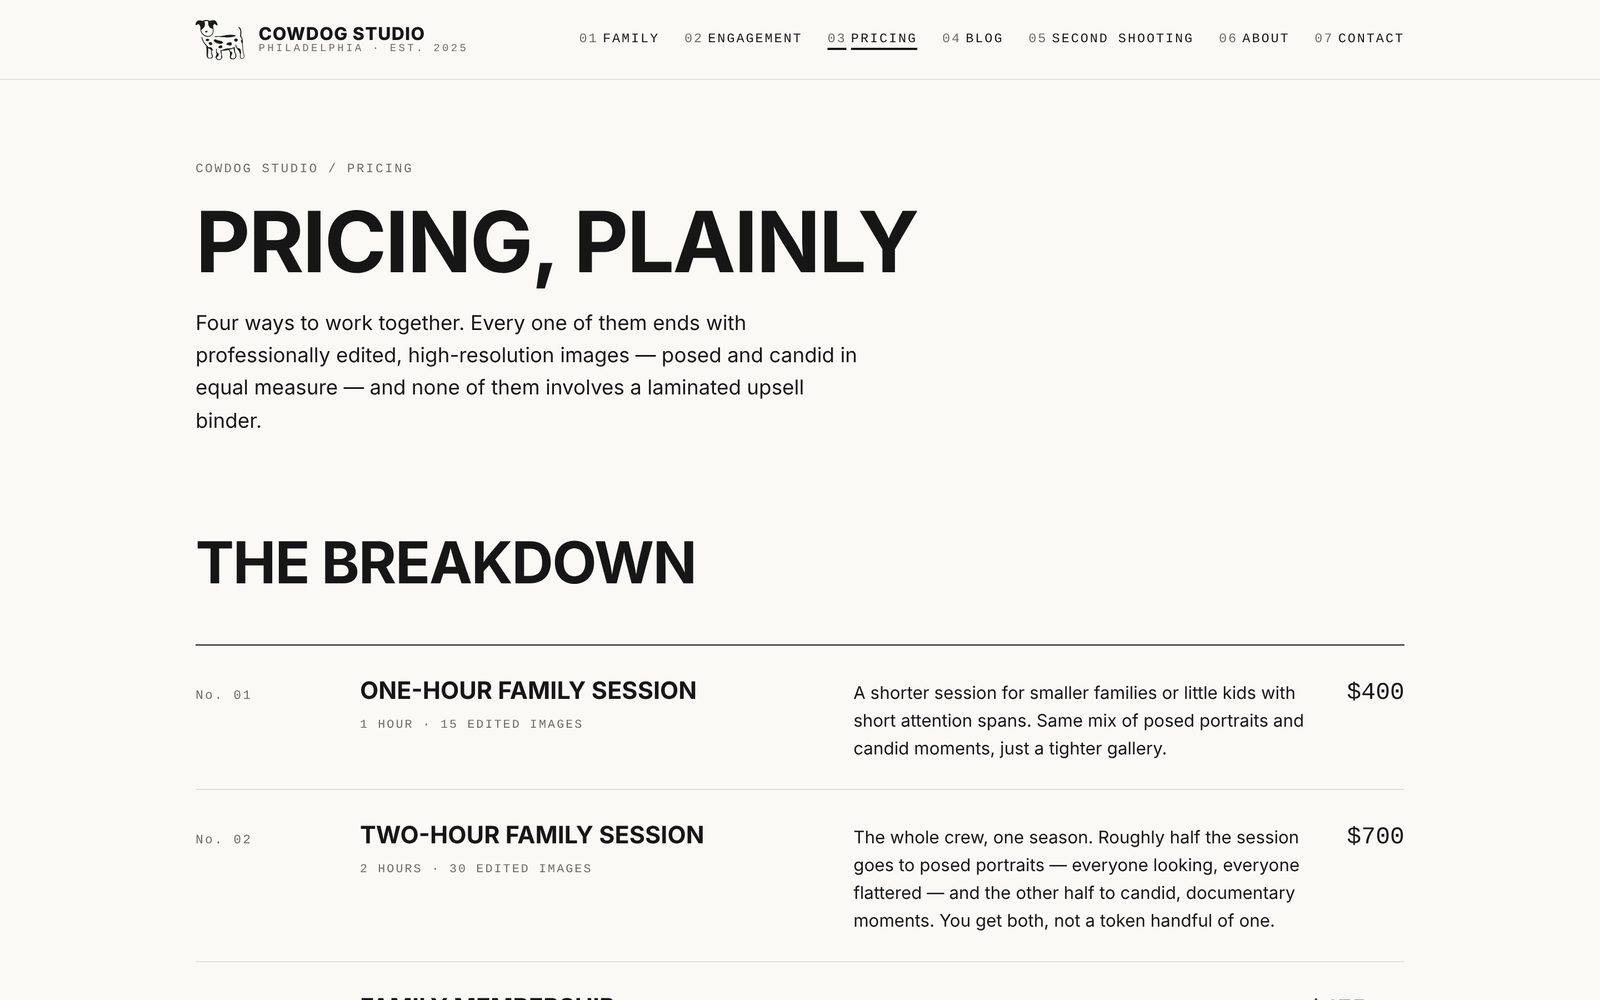 COWDOG STUDIO
PHILADELPHIA · EST. 2025
01 FAMILY 02 ENGAGEMENT 03 PRICING 04 BLOG 05 SECOND SHOOTING 06 ABOUT 07 CONTACT
COWDOG STUDIO / PRICING
PRICING, PLAINLY
Four ways to work together. Every one of them ends with
professionally edited, high-resolution images — posed and candid in
equal measure — and none of them involves a laminated upsell
binder.
THE BREAKDOWN
No. 01
ONE-HOUR FAMILY SESSION
1 HOUR · 15 EDITED IMAGES
A shorter session for smaller families or little kids with
short attention spans. Same mix of posed portraits and
candid moments, just a tighter gallery.
$400
No. 02
TWO-HOUR FAMILY SESSION
2 HOURS · 30 EDITED IMAGES
The whole crew, one season. Roughly half the session
goes to posed portraits — everyone looking, everyone
flattered — and the other half to candid, documentary
moments. You get both, not a token handful of one.
$700
FAMILY MEMBERSHIP